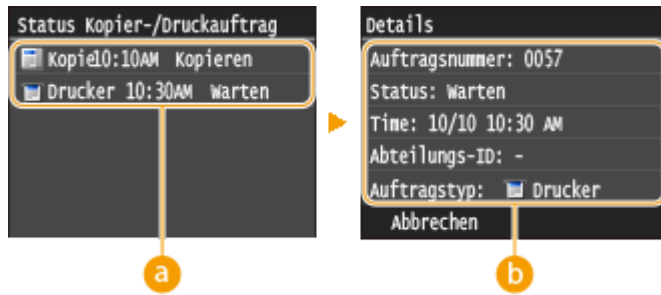 Status Kopier-/Druckauftrag
Kopie10:10AM Kopieren
Drucker 10:30AM Warten
a
Details
Auftragsnummer: 0057
Status: Warten
Time: 10/10 10:30 AM
Abteilungs-ID: -
Auftragstyp: Drucker
Abbrechen
b